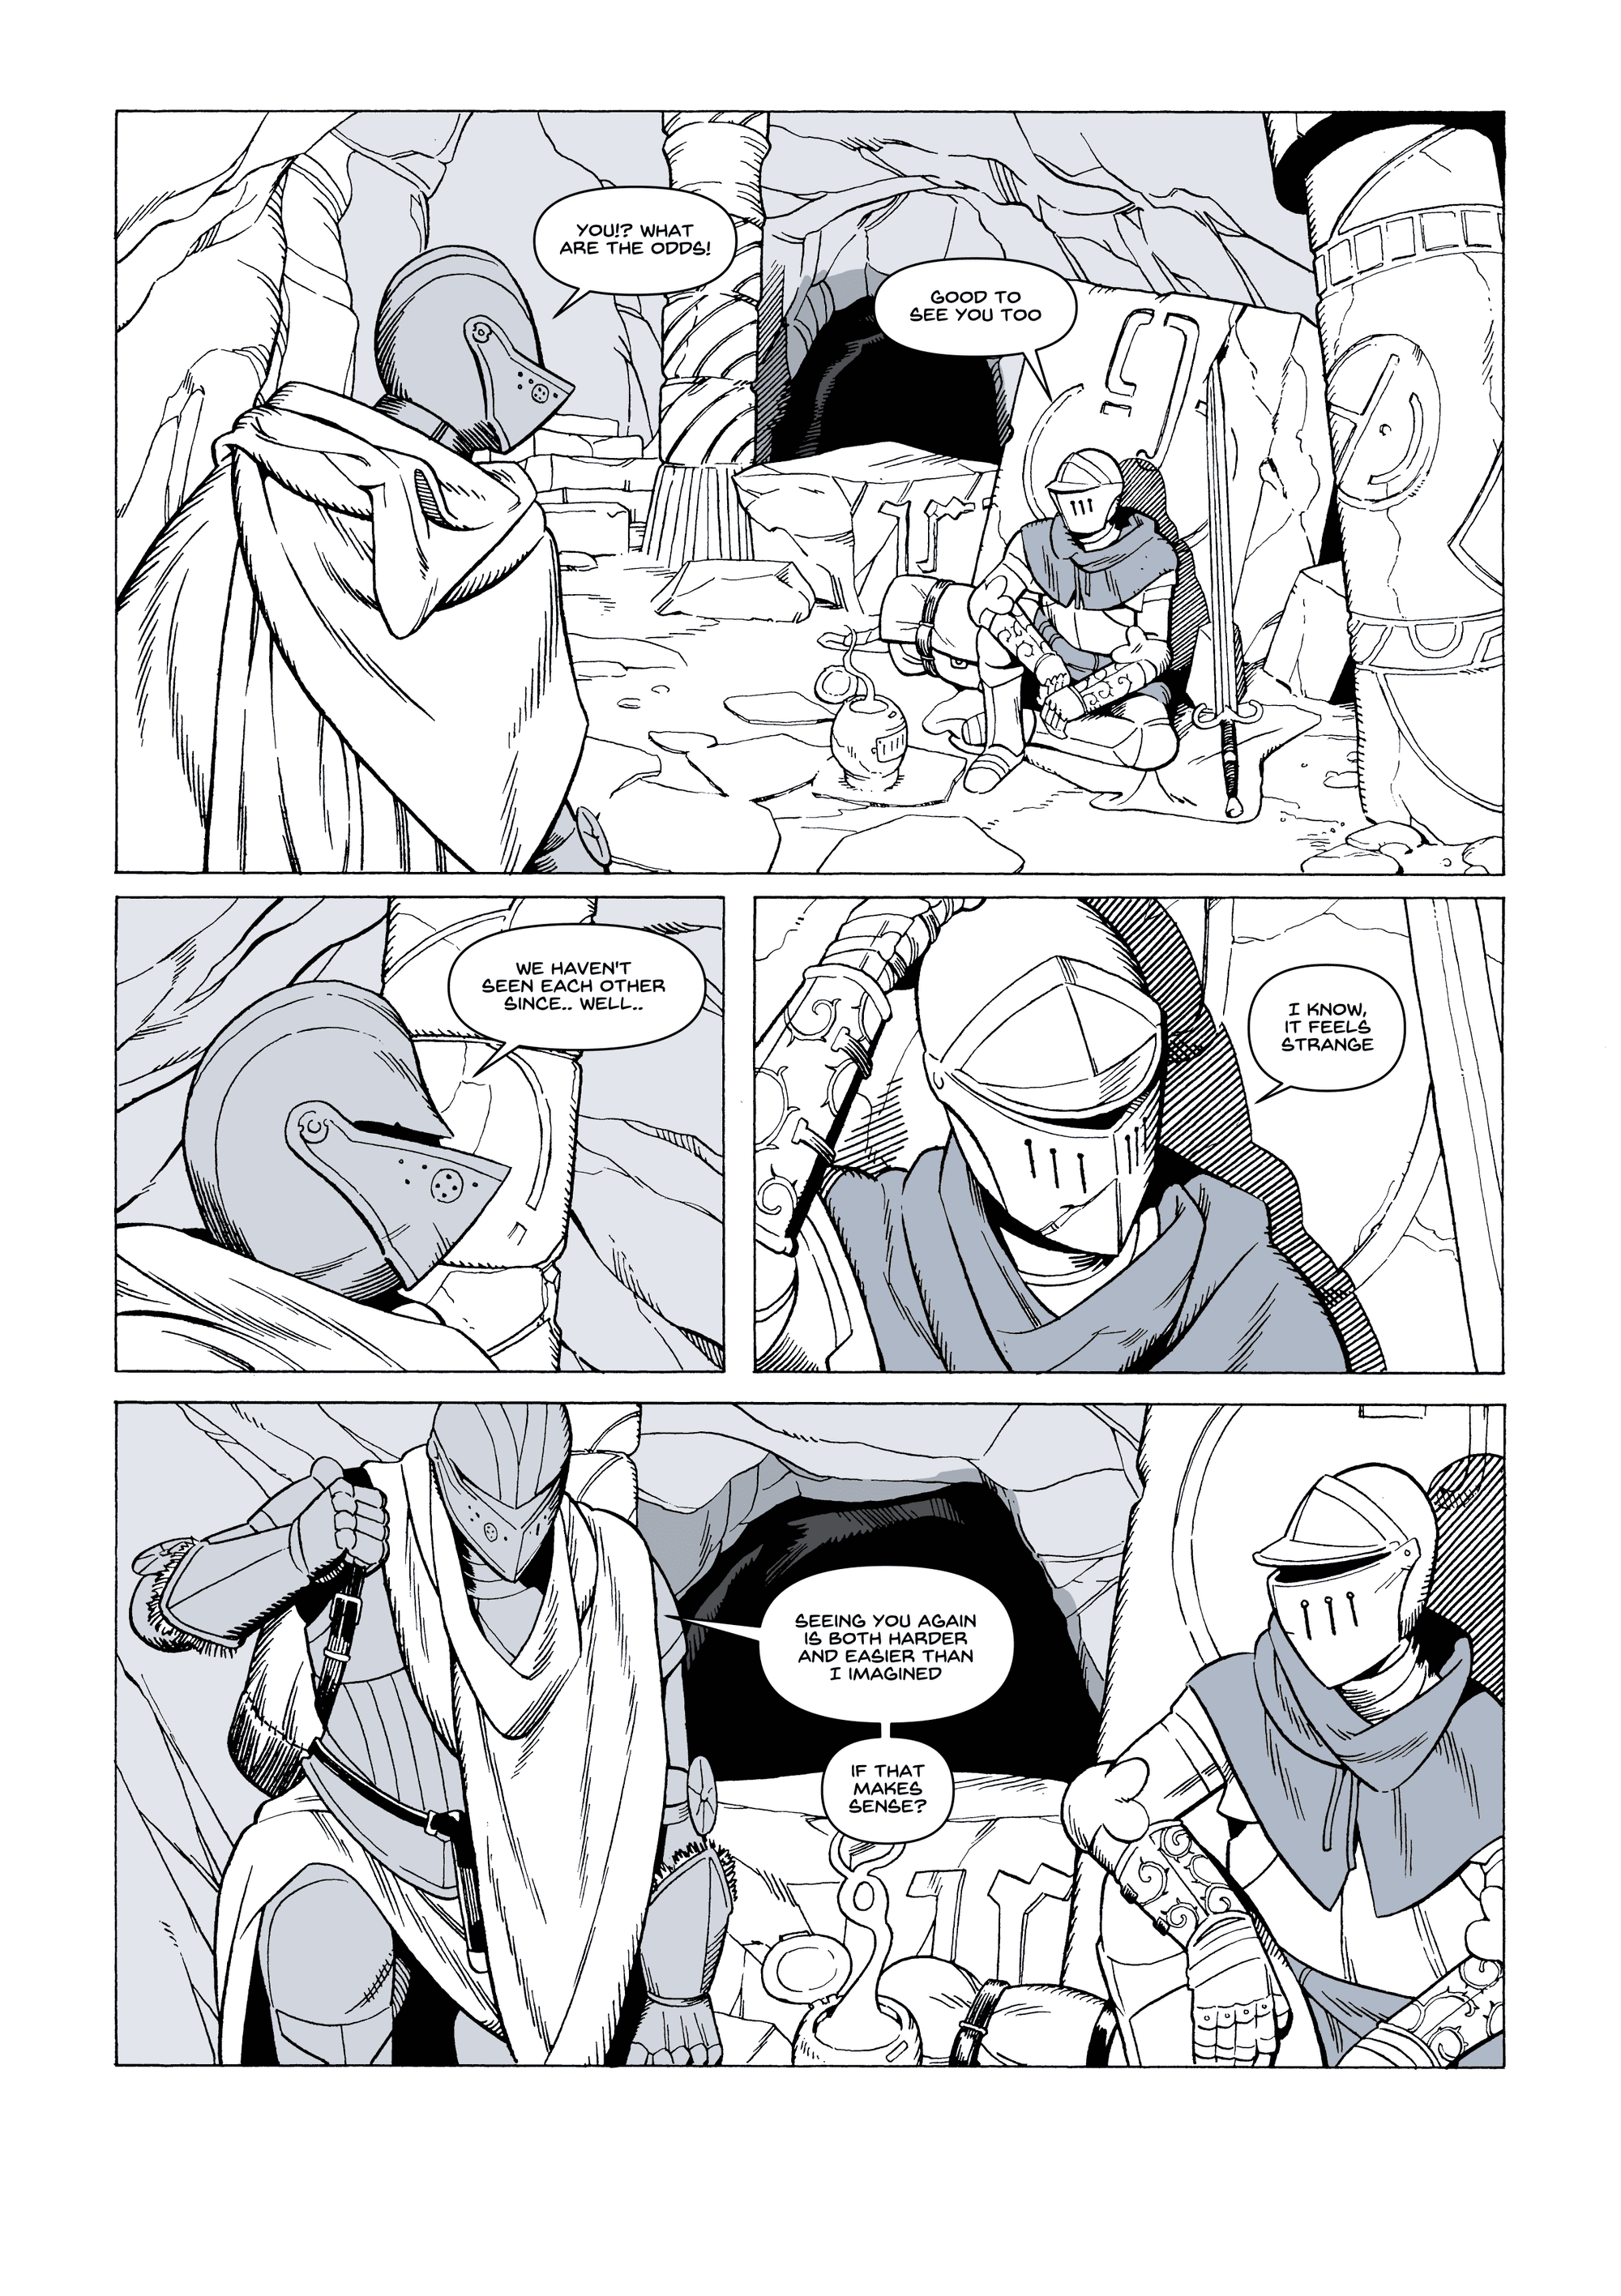 YOU!? WHAT
ARE THE ODDS!
GOOD TO
SEE YOU TOO
WE HAVEN'T
SEEN EACH OTHER
SINCE.. WELL..
I KNOW,
IT FEELS
STRANGE
SEEING YOU AGAIN
IS BOTH HARDER
AND EASIER THAN
I IMAGINED
IF THAT
MAKES
SENSE?